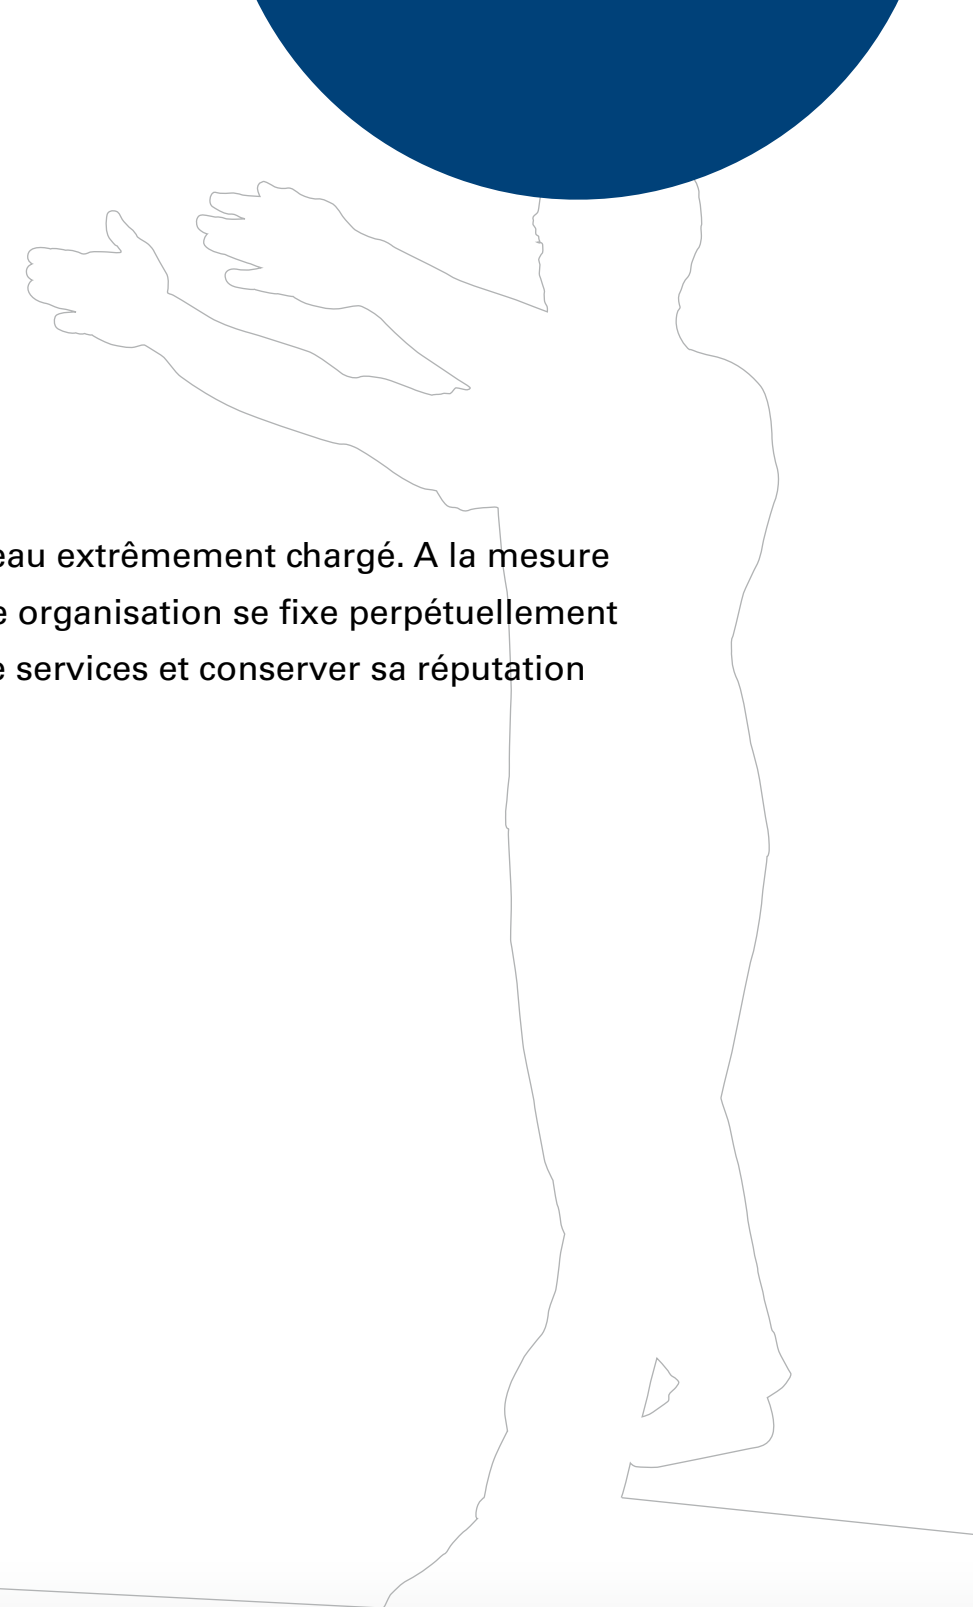 eau extrêmement chargé. A la mesure
e organisation se fixe perpétuellement
e services et conserver sa réputation